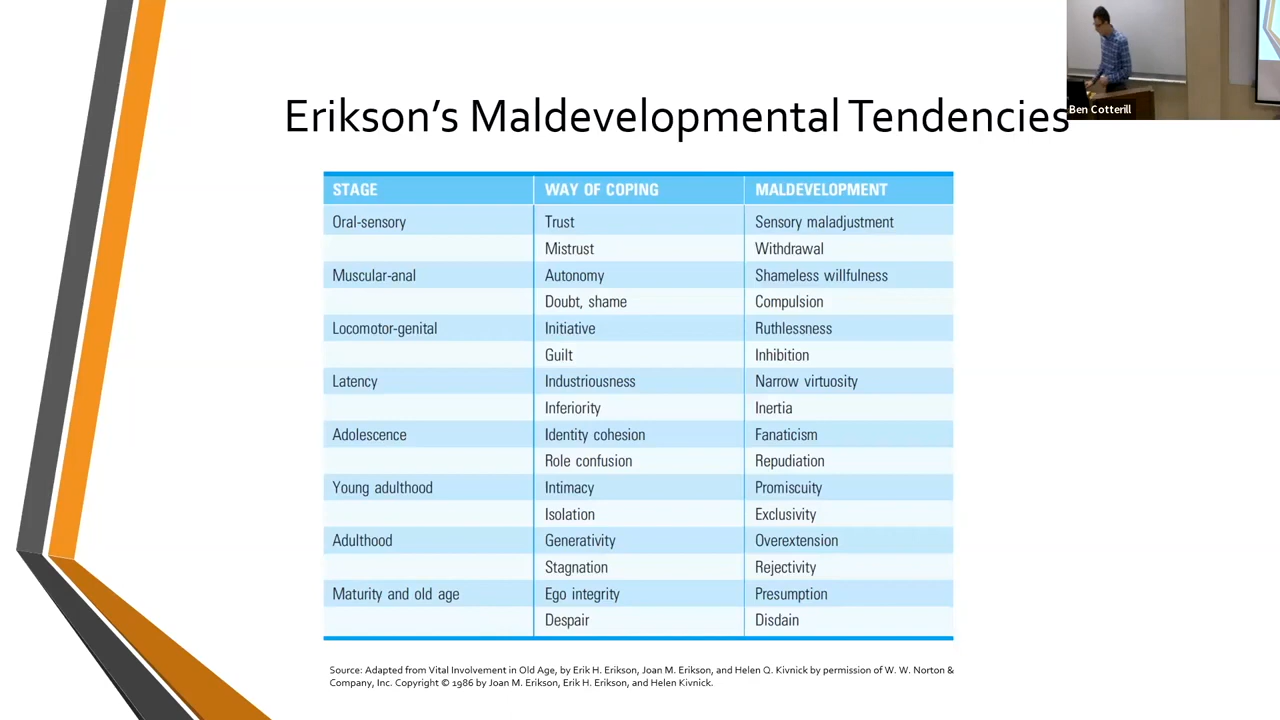 Ben Cotterill
Erikson's Maldevelopmental Tendencies
STAGE WAY OF COPING MALDEVELOPMENT
Oral-sensory Trust Sensory maladjustment
Mistrust Withdrawal
Muscular-anal Autonomy Shameless willfulness
Doubt, shame Compulsion
Locomotor-genital Initiative Ruthlessness
Guilt Inhibition
Latency Industriousness Narrow virtuosity
Inferiority Inertia
Adolescence Identity cohesion Fanaticism
Role confusion Repudiation
Young adulthood Intimacy Promiscuity
Isolation Exclusivity
Adulthood Generativity Overextension
Stagnation Rejectivity
Maturity and old age Ego integrity Presumption
Despair Disdain
Source: Adapted from Vital Involvement in Old Age, by Erik H. Erikson, Joan M. Erikson, and Helen Q. Kivnick by permission of W. W. Norton &
Company, Inc. Copyright © 1986 by Joan M. Erikson, Erik H. Erikson, and Helen Kivnick.